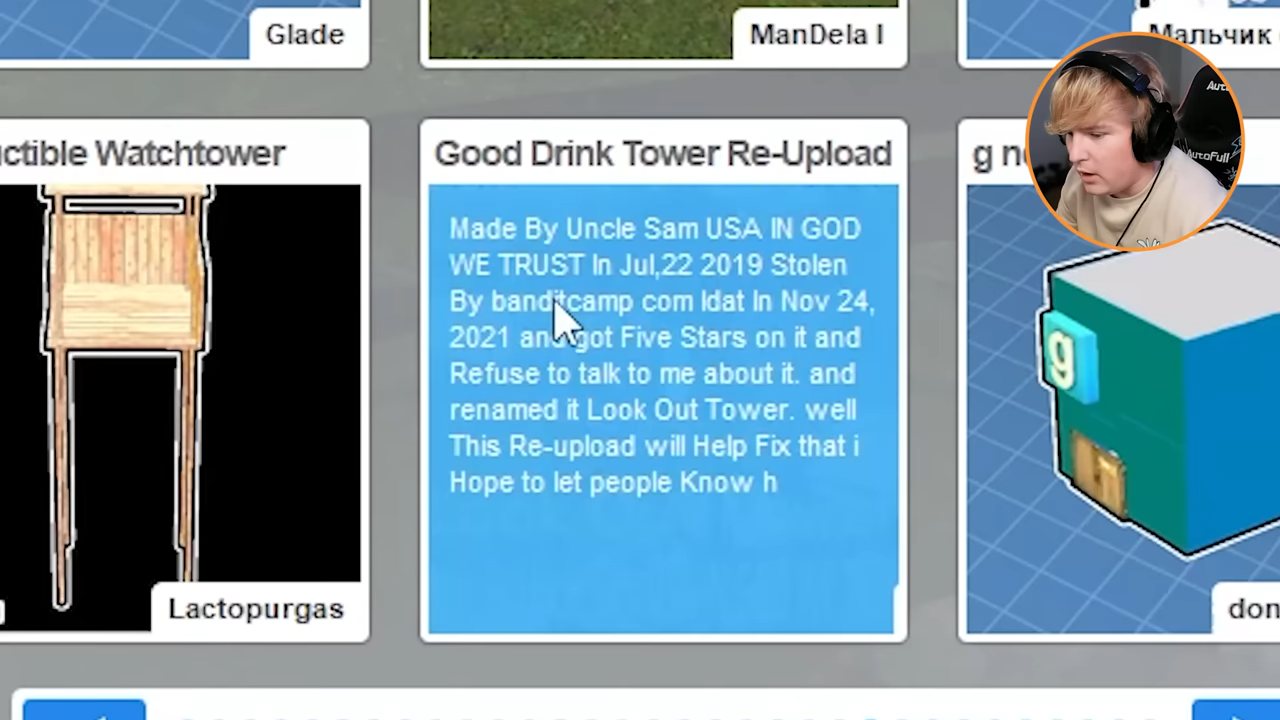 Glade
ManDela I
Мальчик
uctible Watchtower
Good Drink Tower Re-Upload
g
AutoFull
Made By Uncle Sam USA IN GOD
WE TRUST In Jul,22 2019 Stolen
By banditcamp com Idat In Nov 24,
2021 and got Five Stars on it and
Refuse to talk to me about it. and
renamed it Look Out Tower. well
This Re-upload will Help Fix that i
Hope to let people Know h
g
Lactopurgas
don